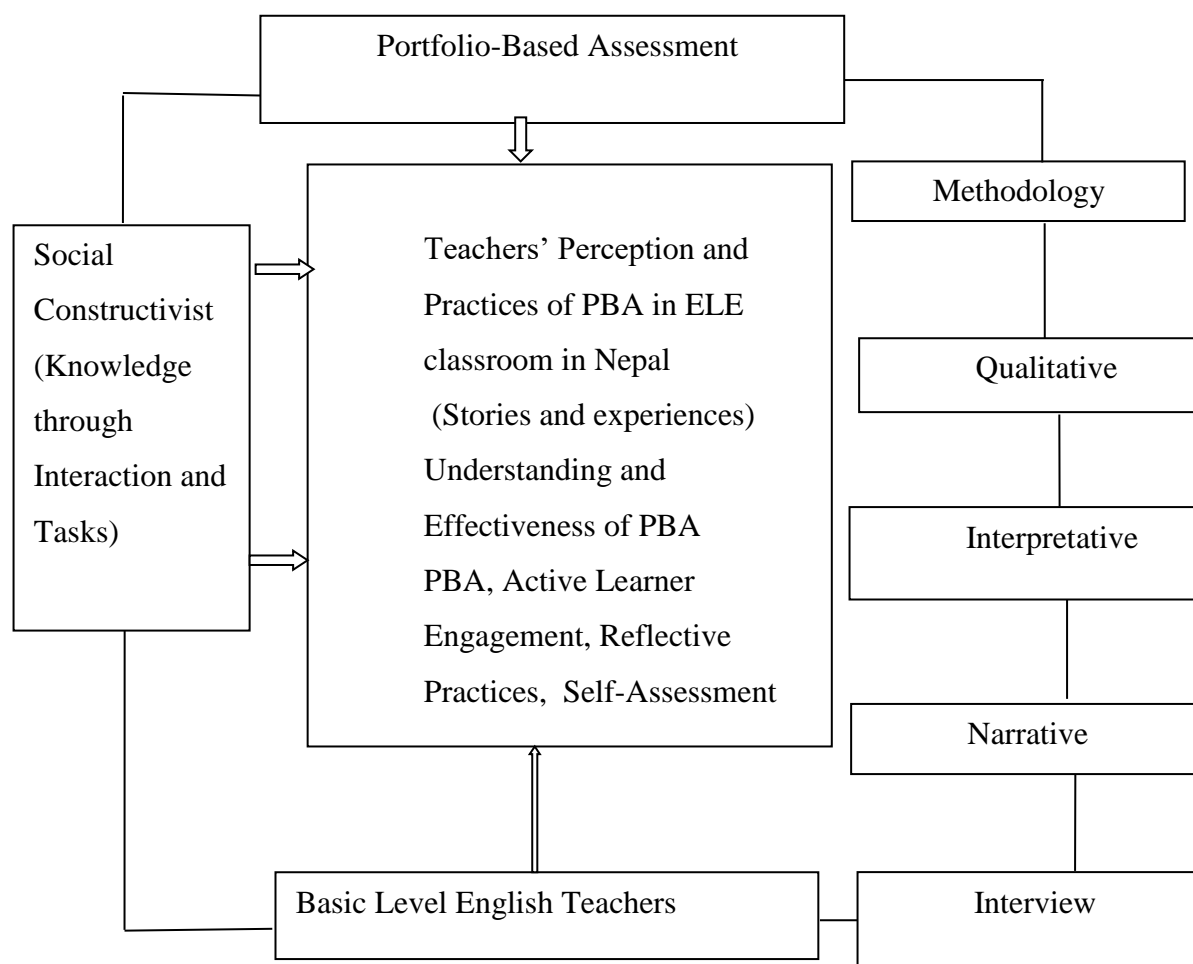 Portfolio-Based Assessment
Social
Constructivist
(Knowledge
through
Interaction and
Tasks)
Teachers’ Perception and
Practices of PBA in ELE
classroom in Nepal
(Stories and experiences)
Understanding and
Effectiveness of PBA
PBA, Active Learner
Engagement, Reflective
Practices, Self-Assessment
Methodology
Qualitative
Interpretative
Narrative
Basic Level English Teachers
Interview